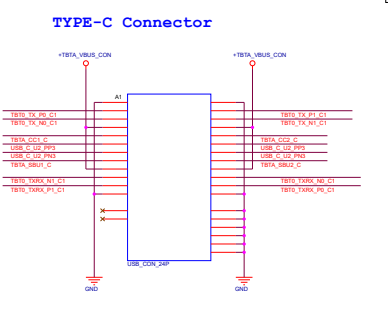 TYPE-C Connector
+TBTA_VBUS_CON
+TBTA_VBUS_CON
A1
TBT0_TX_P0_C1
TBT0_TX_N0_C1
TBTA_CC1_C
USB_C_U2_PP3
USB_C_U2_PN3
TBTA_SBU1_C
TBT0_TXRX_N1_C1
TBT0_TXRX_P1_C1
TBT0_TX_P1_C1
TBT0_TX_N1_C1
TBTA_CC2_C
USB_C_U2_PP3
USB_C_U2_PN3
TBTA_SBU2_C
TBT0_TXRX_N0_C1
TBT0_TXRX_P0_C1
USB_CON_24P
GND
GND